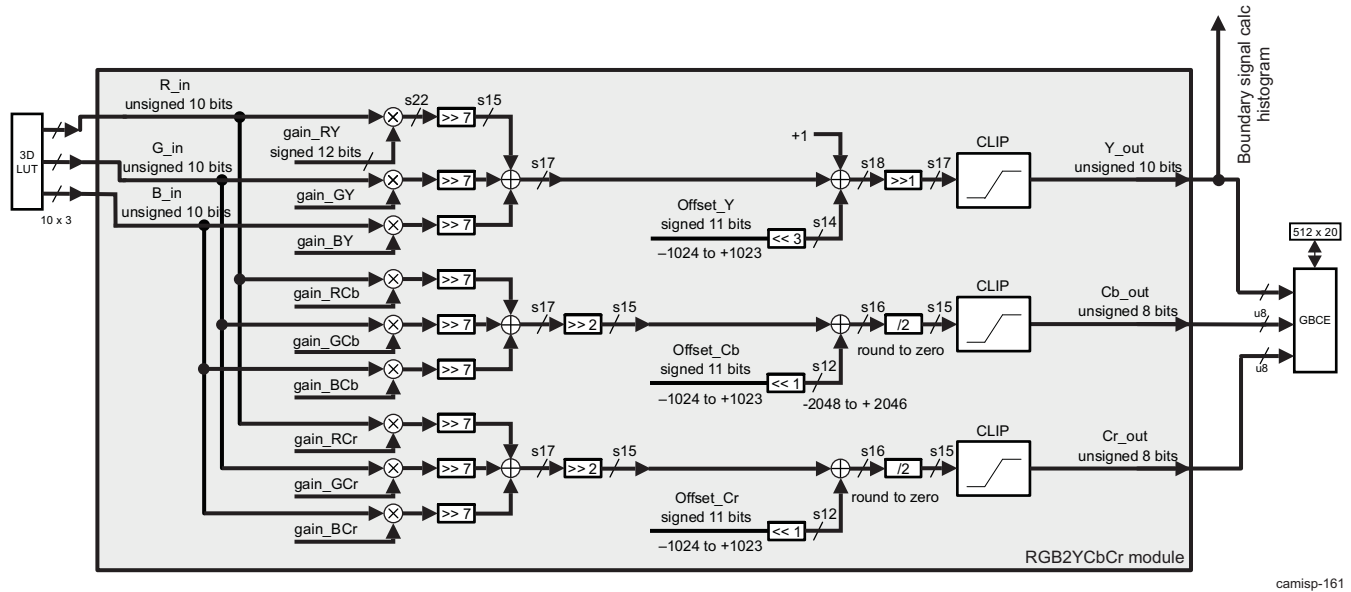 Boundary signal calc
histogram
R_in
unsigned 10 bits
s22
>> 7
s15
gain_RY
signed 12 bits
3D
LUT
G_in
unsigned 10 bits
>> 7
s17
gain_GY
B_in
unsigned 10 bits
10 x 3
>> 7
gain_BY
+1
s18
>>1
s17
CLIP
Y_out
unsigned 10 bits
Offset_Y
signed 11 bits
<< 3
s14
–1024 to +1023
512 x 20
gain_RCb
>> 7
gain_GCb
>> 7
s17
>> 2
s15
gain_BCb
>> 7
s16
/2
s15
round to zero
CLIP
Cb_out
unsigned 8 bits
u8
GBCE
Offset_Cb
signed 11 bits
<< 1
s12
–1024 to +1023
-2048 to + 2046
u8
gain_RCr
>> 7
gain_GCr
>> 7
s17
>> 2
s15
gain_BCr
>> 7
s16
/2
s15
round to zero
CLIP
Cr_out
unsigned 8 bits
Offset_Cr
signed 11 bits
<< 1
s12
–1024 to +1023
RGB2YCbCr module
camisp-161